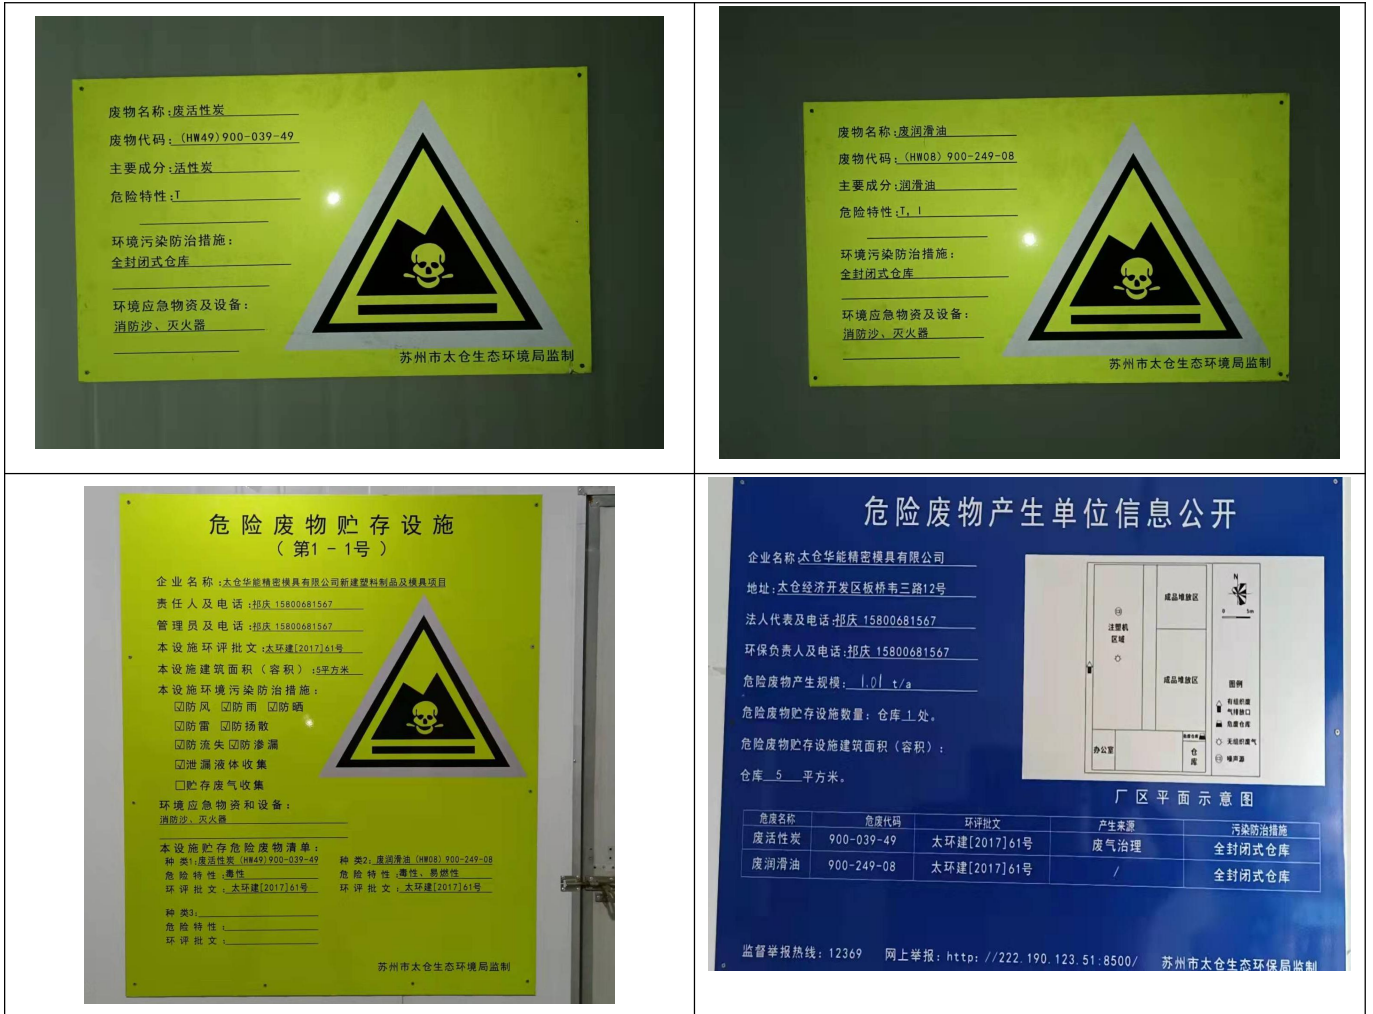 废物名称:废活性炭
废物代码:(HW49)900-039-49
主要成分:活性炭
危险特性:T
环境污染防治措施:
全封闭式仓库
环境应急物资及设备:
消防沙、灭火器
苏州市太仓生态环境局监制
废物名称:废润滑油
废物代码:(HW08)900-249-08
主要成分:润滑油
危险特性:T, I
环境污染防治措施:
全封闭式仓库
环境应急物资及设备:
消防沙、灭火器
苏州市太仓生态环境局监制
危险废物贮存设施
(第1-1号)
企业名称:太仓华能精密模具有限公司新建塑料制品及模具项目
责任人及电话:祁庆 15800681567
管理员及电话:祁庆 15800681567
本设施环评批文:太环建[2017]61号
本设施建筑面积(容积):5平方米
本设施环境污染防治措施:
☑防风 ☑防雨 ☑防晒
☑防雷 ☑防扬散
☑防流失 ☑防渗漏
☑泄漏液体收集
☐贮存废气收集
环境应急物资和设备:
消防沙、灭火器
本设施贮存危险废物清单:
种类1:废活性炭(HW49)900-039-49 种类2:废润滑油(HW08)900-249-08
危险特性:毒性 危险特性:毒性、易燃性
环评批文:太环建[2017]61号 环评批文:太环建[2017]61号
种类3:
危险特性:
环评批文:
苏州市太仓生态环境局监制
危险废物产生单位信息公开
企业名称:太仓华能精密模具有限公司
地址:太仓经济开发区板桥韦三路12号
法人代表及电话:祁庆 15800681567
环保负责人及电话:祁庆 15800681567
危险废物产生规模: 1.01 t/a
危险废物贮存设施数量:仓库1处。
危险废物贮存设施建筑面积(容积):
仓库 5 平方米。
N
0 5m
成品堆放区
注塑机
区域
成品堆放区
办公室
仓库
图例
有组织废气排放口
危废仓库
无组织废气
噪声源
厂区平面示意图
危废名称 危废代码 环评批文 产生来源 污染防治措施
废活性炭 900-039-49 太环建[2017]61号 废气治理 全封闭式仓库
废润滑油 900-249-08 太环建[2017]61号 / 全封闭式仓库
监督举报热线:12369 网上举报:http://222.190.123.51:8500/ 苏州市太仓生态环保局监制